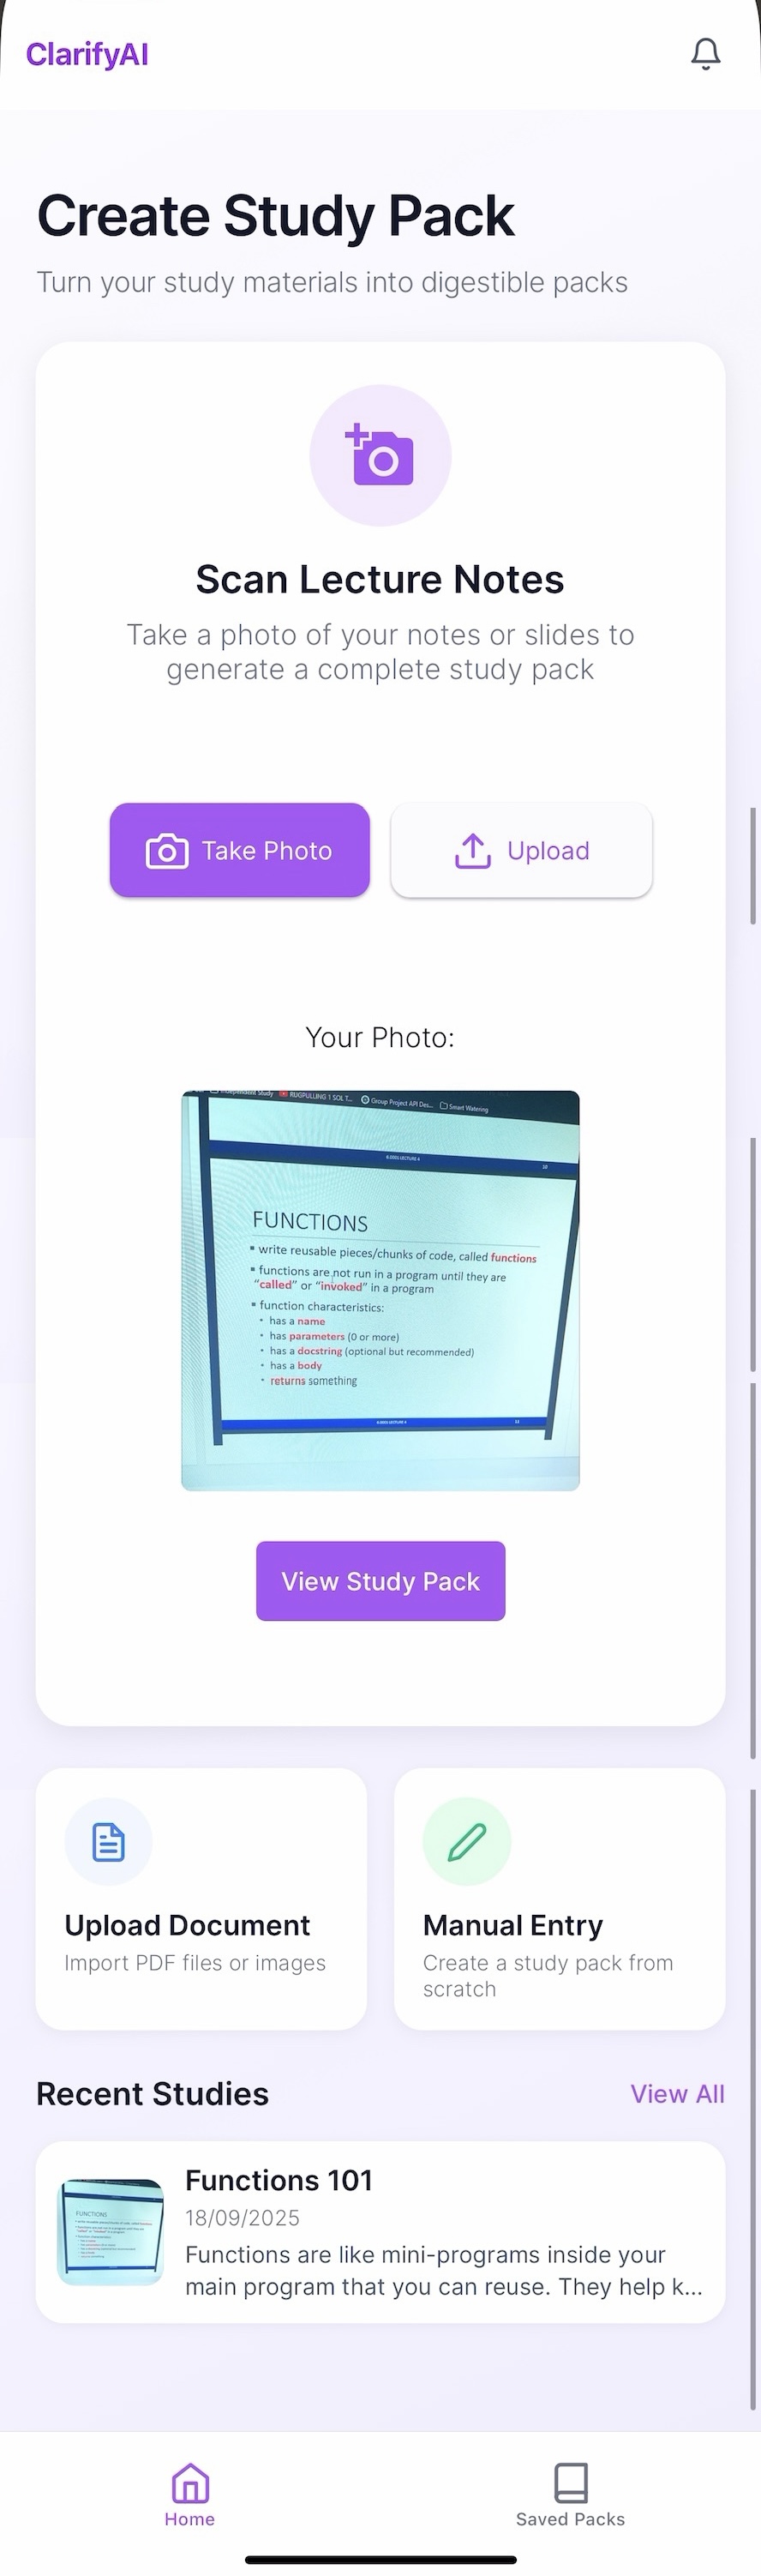 ClarifyAI
Create Study Pack
Turn your study materials into digestible packs
Scan Lecture Notes
Take a photo of your notes or slides to
generate a complete study pack
Take Photo
Upload
Your Photo:
Independent Study RUGPULLING 1 SOL T... Group Project API Des... Smart Watering
6.0001 LECTURE 4
10
FUNCTIONS
▪ write reusable pieces/chunks of code, called functions
▪ functions are not run in a program until they are
“called” or “invoked” in a program
▪ function characteristics:
• has a name
• has parameters (0 or more)
• has a docstring (optional but recommended)
• has a body
• returns something
6.0001 LECTURE 4
11
View Study Pack
Upload Document
Import PDF files or images
Manual Entry
Create a study pack from
scratch
Recent Studies
View All
FUNCTIONS
Functions 101
18/09/2025
Functions are like mini-programs inside your
main program that you can reuse. They help k...
Home
Saved Packs